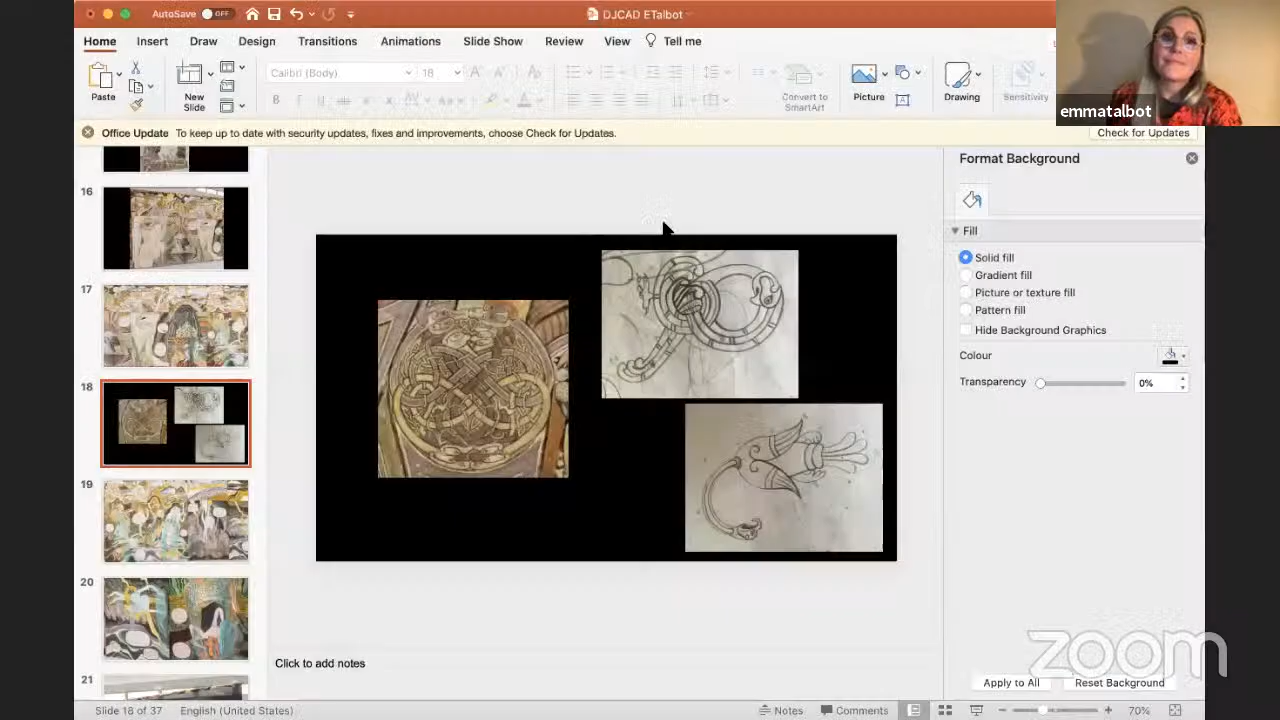 AutoSave OFF
DJCAD ETalbot
Home Insert Draw Design Transitions Animations Slide Show Review View Tell me
Calibri (Body) 18
Paste New Slide Convert to SmartArt Picture Drawing Sensitivity
emmatalbot
Office Update To keep up to date with security updates, fixes and improvements, choose Check for Updates. Check for Updates
Format Background
Fill
Solid fill
Gradient fill
Picture or texture fill
Pattern fill
Hide Background Graphics
Colour
Transparency 0%
16
17
18
19
20
21
Click to add notes
zoom
Apply to All Reset Background
Slide 18 of 37 English (United States) Notes Comments 70%